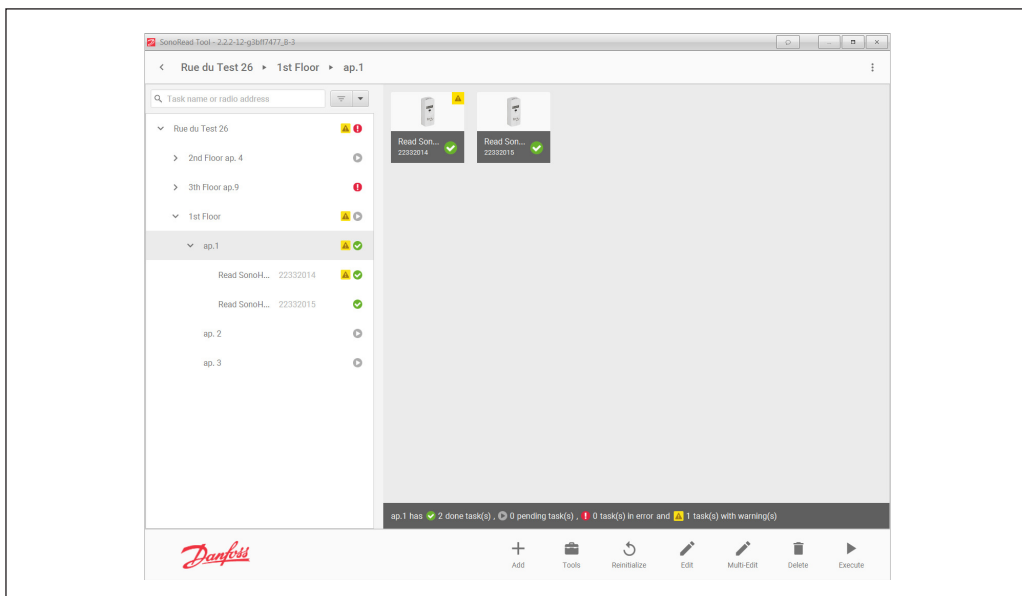 SonoRead Tool - 2.2.2-12-g3bff7477_8-3
Rue du Test 26 ▸ 1st Floor ▸ ap.1
Task name or radio address
Rue du Test 26
2nd Floor ap. 4
3th Floor ap.9
1st Floor
ap.1
Read SonoH... 22332014
Read SonoH... 22332015
ap. 2
ap. 3
Read Son...
22332014
Read Son...
22332015
ap.1 has 2 done task(s) , 0 pending task(s) , 0 task(s) in error and 1 task(s) with warning(s)
Danfoss
Add Tools Reinitialize Edit Multi-Edit Delete Execute